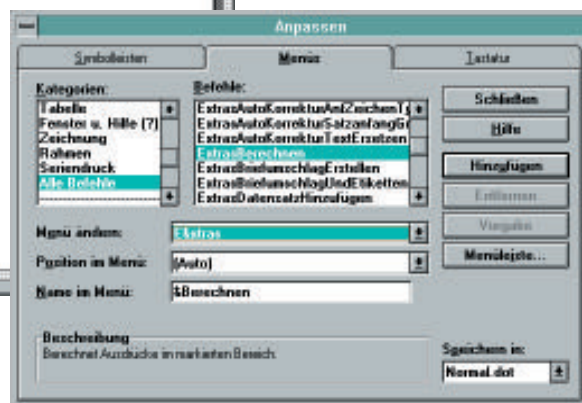 Anpassen
Symbolleisten
Menüs
Tastatur
Kategorien:
Tabelle
Fenster u. Hilfe (?)
Zeichnung
Rahmen
Seriendruck
Alle Befehle
Befehle:
ExtrasAutoKorrekturAnfZeichenTy
ExtrasAutoKorrekturSatzanfangGr
ExtrasAutoKorrekturTextErsetzen
ExtrasBerechnen
ExtrasBriefumschlagErstellen
ExtrasBriefumschlagUndEtiketten
ExtrasDatensatzHinzufügen
Schließen
Hilfe
Hinzufügen
Entfernen
Vorgabe
Menüleiste...
Menü ändern:
E&xtras
Position im Menü:
(Auto)
Name im Menü:
&Berechnen
Beschreibung
Berechnet Ausdrücke im markierten Bereich.
Speichern in:
Normal.dot